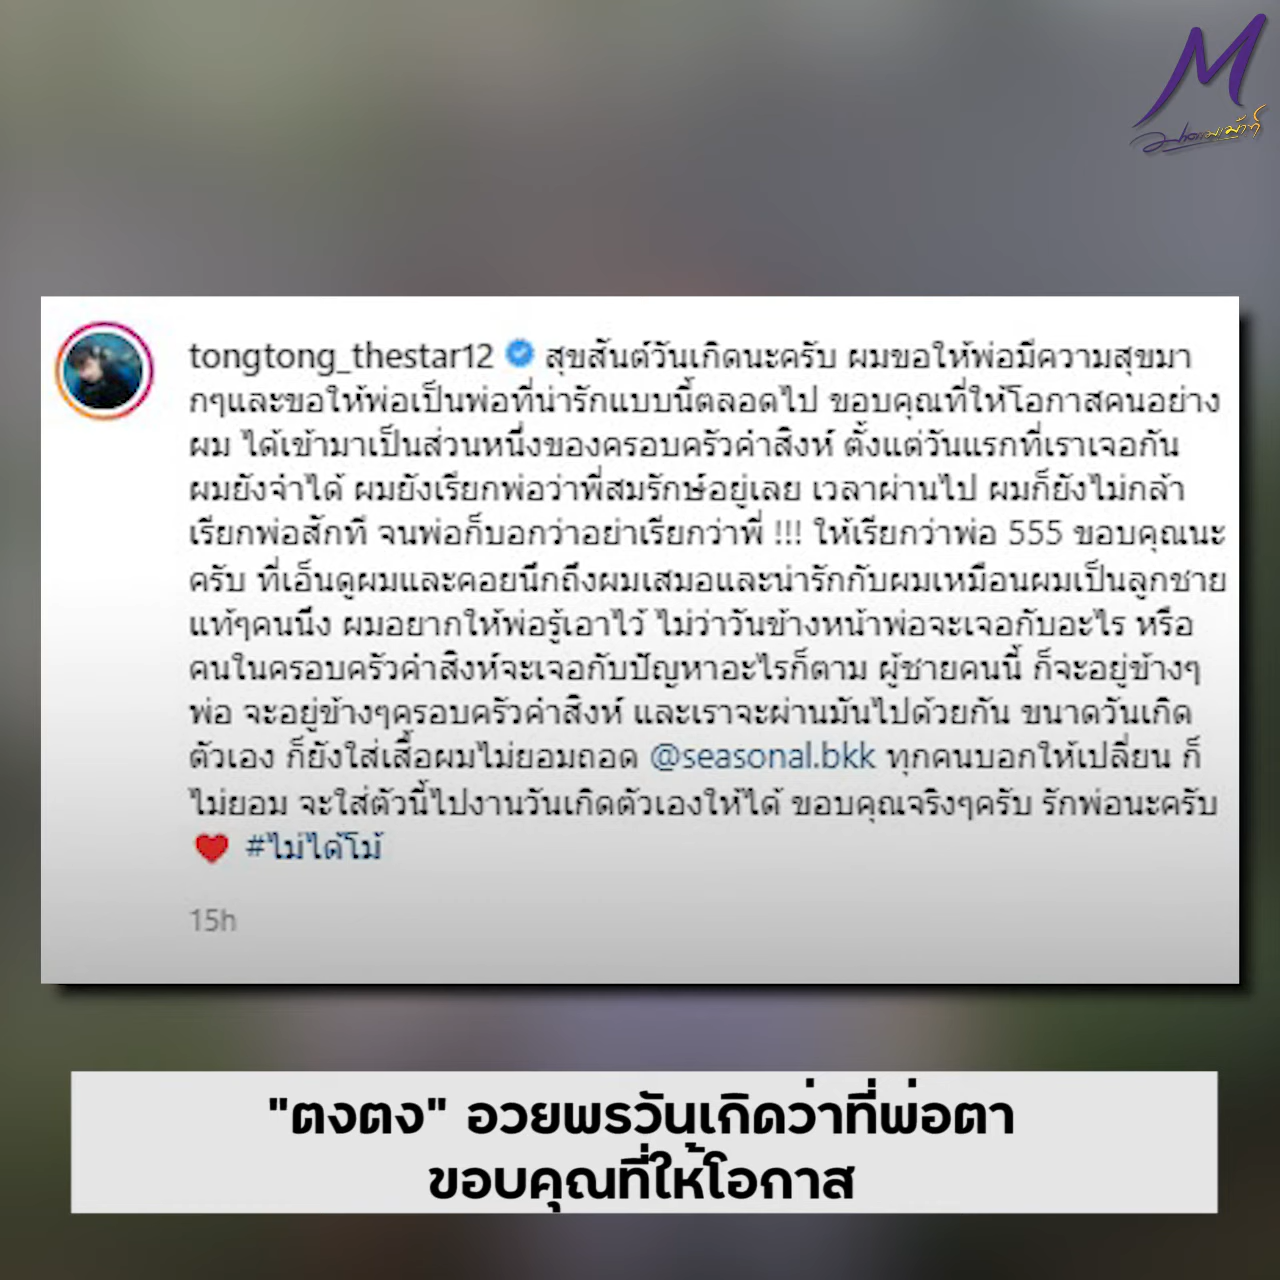 M
มาดามเม้าท์
tongtong_thestar12 สุขสันต์วันเกิดนะครับ ผมขอให้พ่อมีความสุขมา
กๆและขอให้พ่อเป็นพ่อที่น่ารักแบบนี้ตลอดไป ขอบคุณที่ให้โอกาสคนอย่าง
ผม ได้เข้ามาเป็นส่วนหนึ่งของครอบครัวคำสิงห์ ตั้งแต่วันแรกที่เราเจอกัน
ผมยังจำได้ ผมยังเรียกพ่อว่าพี่สมรักษ์อยู่เลย เวลาผ่านไป ผมก็ยังไม่กล้า
เรียกพ่อสักที จนพ่อก็บอกว่าอย่าเรียกว่าพี่ !!! ให้เรียกว่าพ่อ 555 ขอบคุณนะ
ครับ ที่เอ็นดูผมและคอยนึกถึงผมเสมอและน่ารักกับผมเหมือนผมเป็นลูกชาย
แท้ๆคนนึง ผมอยากให้พ่อรู้เอาไว้ ไม่ว่าวันข้างหน้าพ่อจะเจอกับอะไร หรือ
คนในครอบครัวคำสิงห์จะเจอกับปัญหาอะไรก็ตาม ผู้ชายคนนี้ ก็จะอยู่ข้างๆ
พ่อ จะอยู่ข้างๆครอบครัวคำสิงห์ และเราจะผ่านมันไปด้วยกัน ขนาดวันเกิด
ตัวเอง ก็ยังใส่เสื้อผมไม่ยอมถอด @seasonal.bkk ทุกคนบอกให้เปลี่ยน ก็
ไม่ยอม จะใส่ตัวนี้ไปงานวันเกิดตัวเองให้ได้ ขอบคุณจริงๆครับ รักพ่อนะครับ
❤️ #ไม่ได้โม้
15h
"ตงตง" อวยพรวันเกิดว่าที่พ่อตา
ขอบคุณที่ให้โอกาส